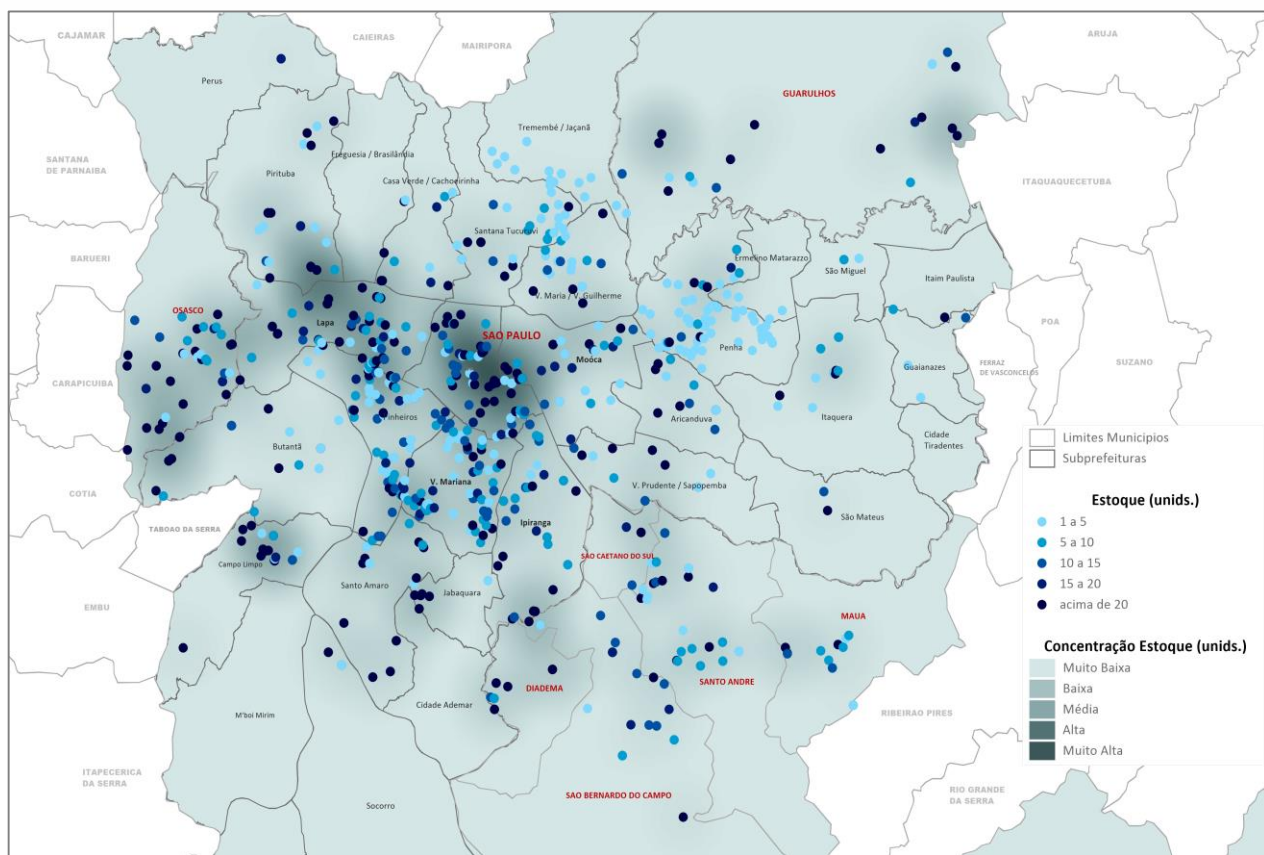 CAJAMAR
CAIEIRAS
MAIRIPORA
ARUJA
Perus
GUARULHOS
Tremembé / Jaçanã
SANTANA
DE PARNAIBA
Freguesia / Brasilândia
Pirituba
Casa Verde / Cachoeirinha
ITAQUAQUECETUBA
Santana Tucuruvi
BARUERI
Ermelino Matarazzo
São Miguel
Itaim Paulista
V. Maria / V. Guilherme
OSASCO
Lapa
SAO PAULO
POA
Penha
Moóca
SUZANO
CARAPICUIBA
Guaianazes
FERRAZ
DE VASCONCELOS
Pinheiros
Aricanduva
Itaquera
Cidade
Tiradentes
Butantã
V. Mariana
V. Prudente / Sapopemba
COTIA
São Mateus
TABOAO DA SERRA
Ipiranga
SAO CAETANO DO SUL
Campo Limpo
Santo Amaro
Jabaquara
EMBU
MAUA
DIADEMA
SANTO ANDRE
Cidade Ademar
M'boi Mirim
RIBEIRAO PIRES
ITAPECERICA
DA SERRA
SAO BERNARDO DO CAMPO
RIO GRANDE
DA SERRA
Socorro
Limites Municipios
Subprefeituras
Estoque (unids.)
1 a 5
5 a 10
10 a 15
15 a 20
acima de 20
Concentração Estoque (unids.)
Muito Baixa
Baixa
Média
Alta
Muito Alta